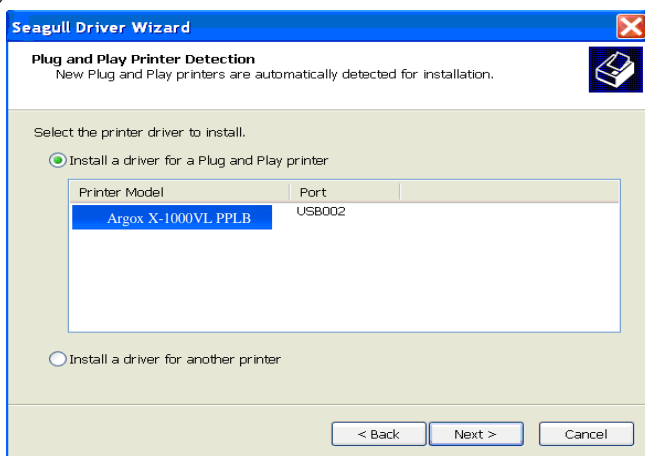 Seagull Driver Wizard
Plug and Play Printer Detection
New Plug and Play printers are automatically detected for installation.
Select the printer driver to install.
Install a driver for a Plug and Play printer
Printer Model Port
Argox X-1000VL PPLB USB002
Install a driver for another printer
< Back Next > Cancel